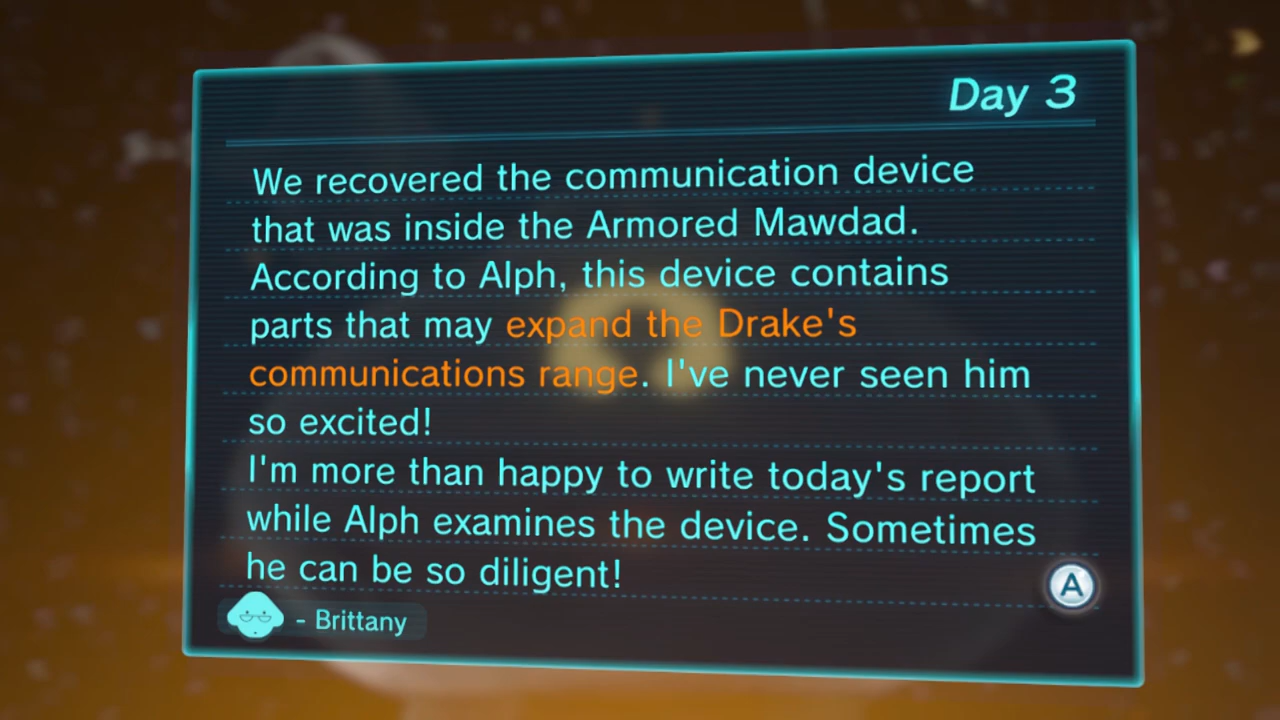 Day 3
We recovered the communication device
that was inside the Armored Mawdad.
According to Alph, this device contains
parts that may expand the Drake's
communications range. I've never seen him
so excited!
I'm more than happy to write today's report
while Alph examines the device. Sometimes
he can be so diligent!
A
- Brittany